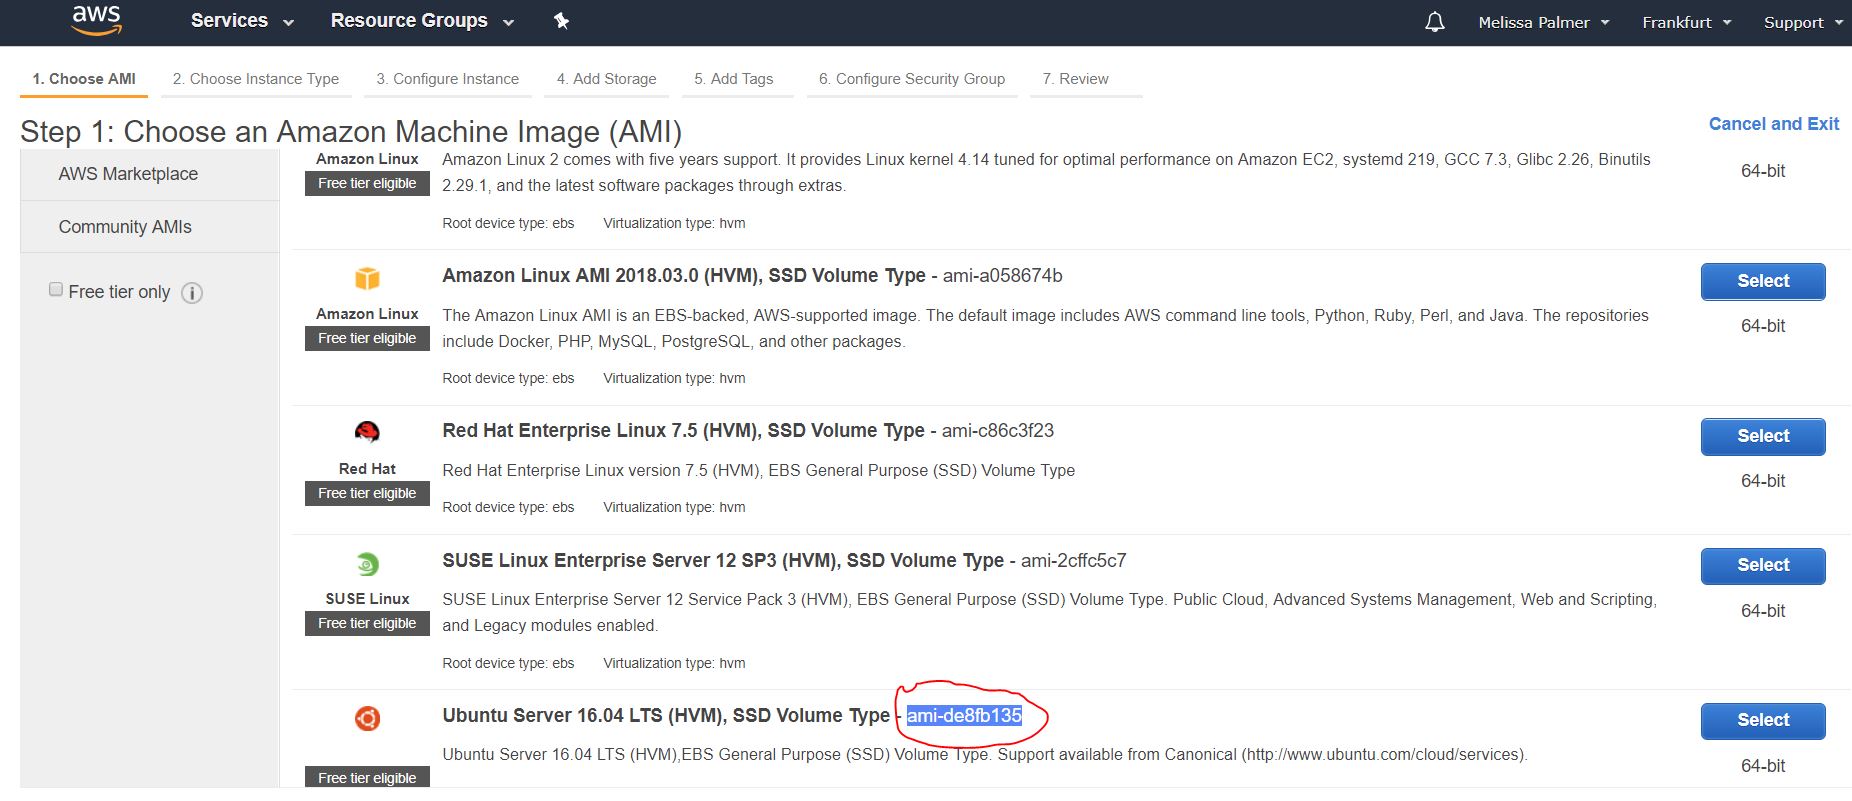 aws Services Resource Groups Melissa Palmer Frankfurt Support
1. Choose AMI 2. Choose Instance Type 3. Configure Instance 4. Add Storage 5. Add Tags 6. Configure Security Group 7. Review
Step 1: Choose an Amazon Machine Image (AMI)
Cancel and Exit
AWS Marketplace
Community AMIs
Free tier only i
Amazon Linux
Free tier eligible
Amazon Linux 2 comes with five years support. It provides Linux kernel 4.14 tuned for optimal performance on Amazon EC2, systemd 219, GCC 7.3, Glibc 2.26, Binutils
2.29.1, and the latest software packages through extras.
Root device type: ebs Virtualization type: hvm
64-bit
Amazon Linux
Free tier eligible
Amazon Linux AMI 2018.03.0 (HVM), SSD Volume Type - ami-a058674b
The Amazon Linux AMI is an EBS-backed, AWS-supported image. The default image includes AWS command line tools, Python, Ruby, Perl, and Java. The repositories
include Docker, PHP, MySQL, PostgreSQL, and other packages.
Root device type: ebs Virtualization type: hvm
Select
64-bit
Red Hat
Free tier eligible
Red Hat Enterprise Linux 7.5 (HVM), SSD Volume Type - ami-c86c3f23
Red Hat Enterprise Linux version 7.5 (HVM), EBS General Purpose (SSD) Volume Type
Root device type: ebs Virtualization type: hvm
Select
64-bit
SUSE Linux
Free tier eligible
SUSE Linux Enterprise Server 12 SP3 (HVM), SSD Volume Type - ami-2cffc5c7
SUSE Linux Enterprise Server 12 Service Pack 3 (HVM), EBS General Purpose (SSD) Volume Type. Public Cloud, Advanced Systems Management, Web and Scripting,
and Legacy modules enabled.
Root device type: ebs Virtualization type: hvm
Select
64-bit
Free tier eligible
Ubuntu Server 16.04 LTS (HVM), SSD Volume Type - ami-de8fb135
Ubuntu Server 16.04 LTS (HVM),EBS General Purpose (SSD) Volume Type. Support available from Canonical (http://www.ubuntu.com/cloud/services).
Select
64-bit